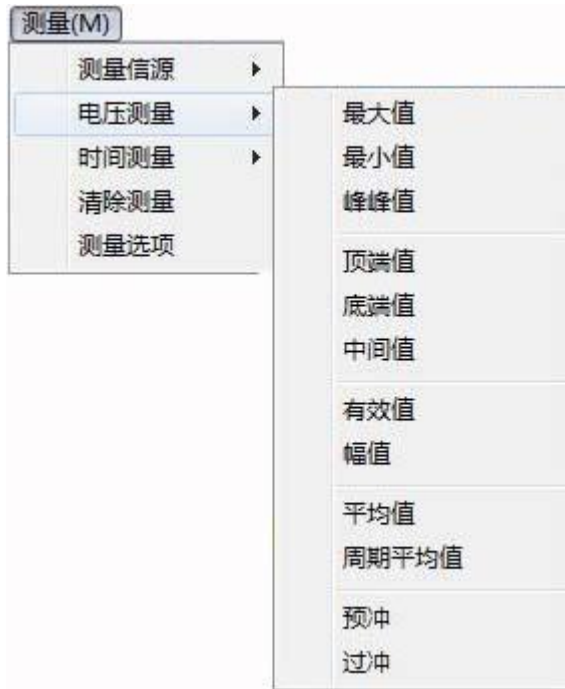 测量(M)
测量信源
电压测量
时间测量
清除测量
测量选项
最大值
最小值
峰峰值
顶端值
底端值
中间值
有效值
幅值
平均值
周期平均值
预冲
过冲